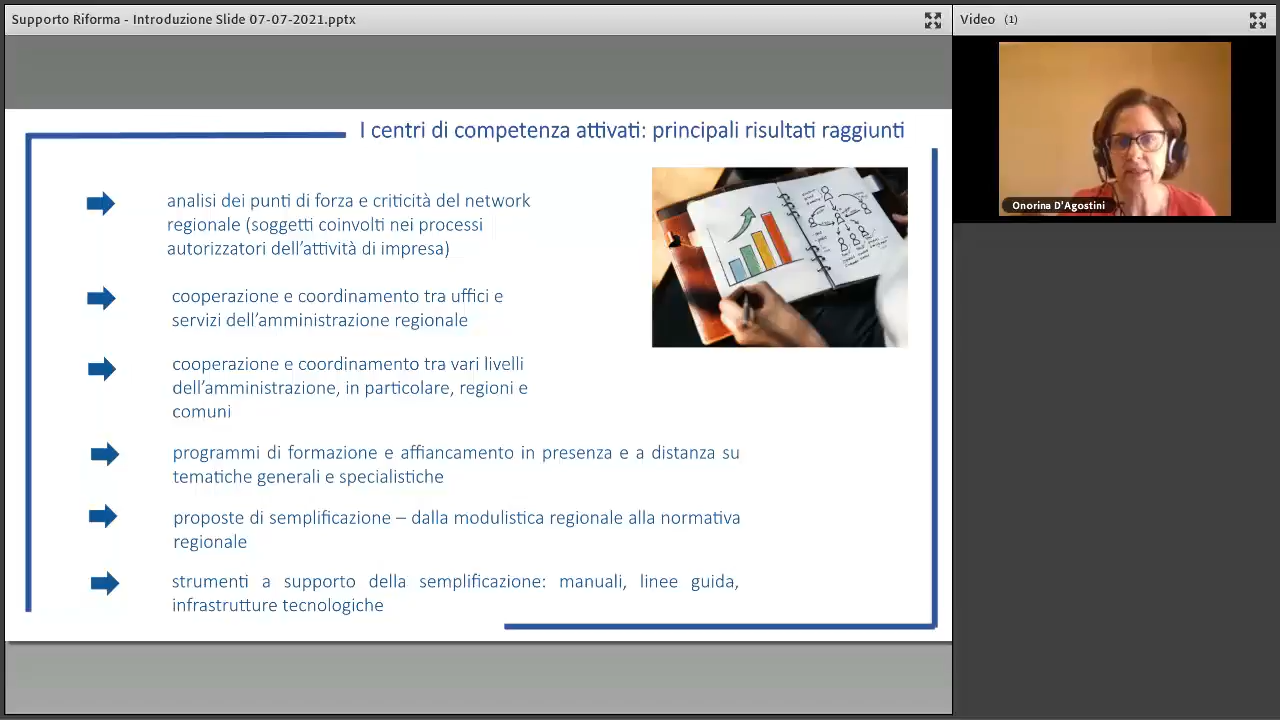 Supporto Riforma - Introduzione Slide 07-07-2021.pptx
Video (1)
Onorina D'Agostini
I centri di competenza attivati: principali risultati raggiunti
analisi dei punti di forza e criticità del network
regionale (soggetti coinvolti nei processi
autorizzatori dell'attività di impresa)
cooperazione e coordinamento tra uffici e
servizi dell'amministrazione regionale
cooperazione e coordinamento tra vari livelli
dell'amministrazione, in particolare, regioni e
comuni
programmi di formazione e affiancamento in presenza e a distanza su
tematiche generali e specialistiche
proposte di semplificazione – dalla modulistica regionale alla normativa
regionale
strumenti a supporto della semplificazione: manuali, linee guida,
infrastrutture tecnologiche